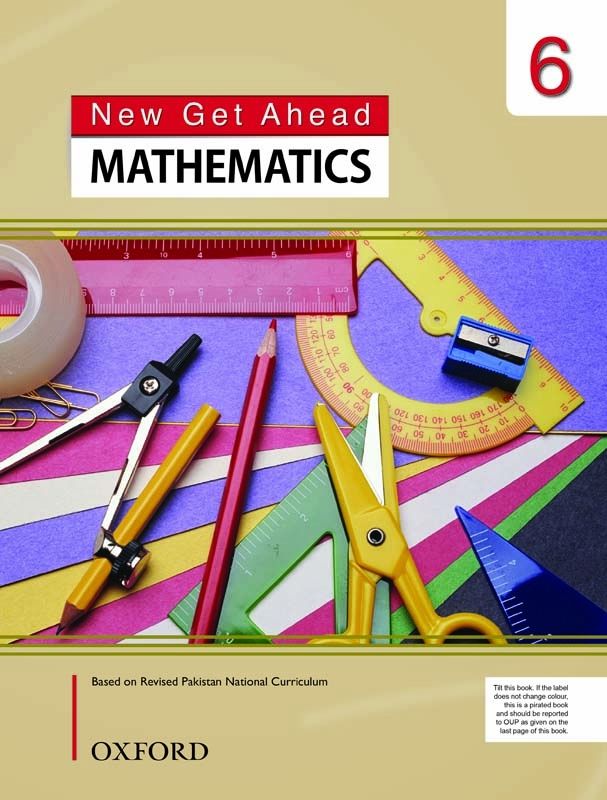 6
New Get Ahead
MATHEMATICS
Based on Revised Pakistan National Curriculum
OXFORD
Tilt this book. If the label
does not change colour,
this is a pirated book
and should be reported
to OUP as given on the
last page of this book.